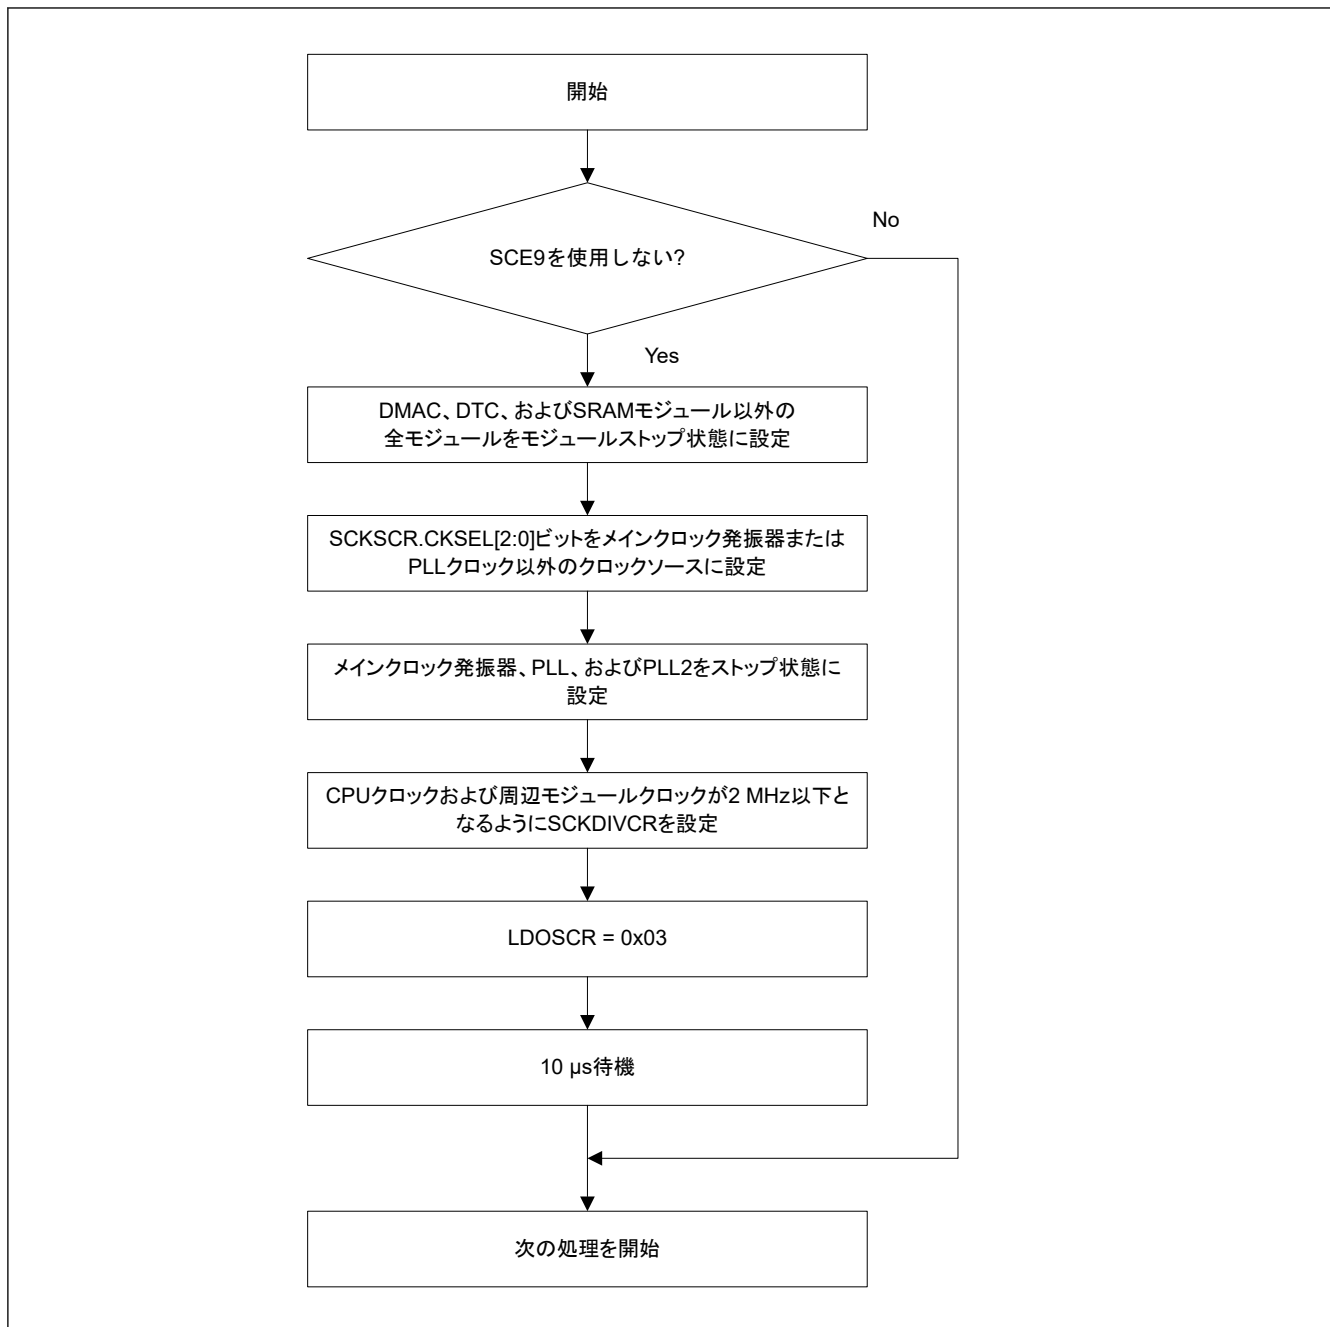 開始
SCE9を使用しない?
No
Yes
DMAC、DTC、およびSRAMモジュール以外の
全モジュールをモジュールストップ状態に設定
SCKSCR.CKSEL[2:0]ビットをメインクロック発振器または
PLLクロック以外のクロックソースに設定
メインクロック発振器、PLL、およびPLL2をストップ状態に
設定
CPUクロックおよび周辺モジュールクロックが2 MHz以下と
なるようにSCKDIVCRを設定
LDOSCR = 0x03
10 µs待機
次の処理を開始